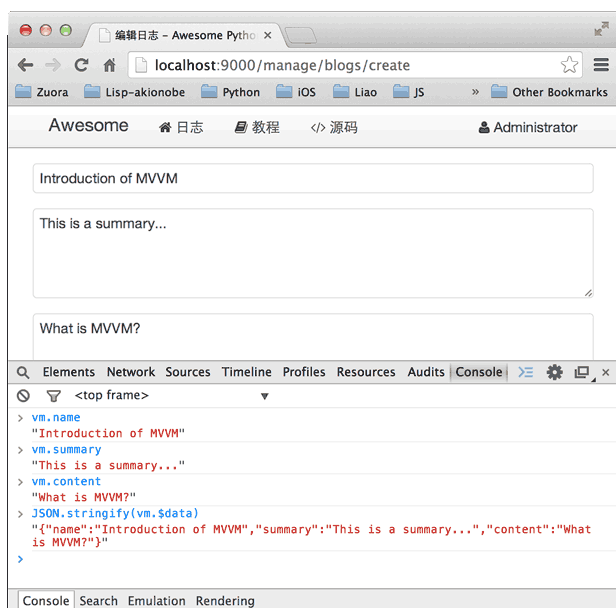 编辑日志 - Awesome Pytho
localhost:9000/manage/blogs/create
Zuora Lisp-akionobe Python iOS Liao JS » Other Bookmarks
Awesome 日志 教程 </> 源码 Administrator
Introduction of MVVM
This is a summary...
What is MVVM?
Elements Network Sources Timeline Profiles Resources Audits Console
<top frame>
> vm.name
"Introduction of MVVM"
> vm.summary
"This is a summary..."
> vm.content
"What is MVVM?"
> JSON.stringify(vm.$data)
"{"name":"Introduction of MVVM","summary":"This is a summary...","content":"What
is MVVM?"}"
>
Console Search Emulation Rendering